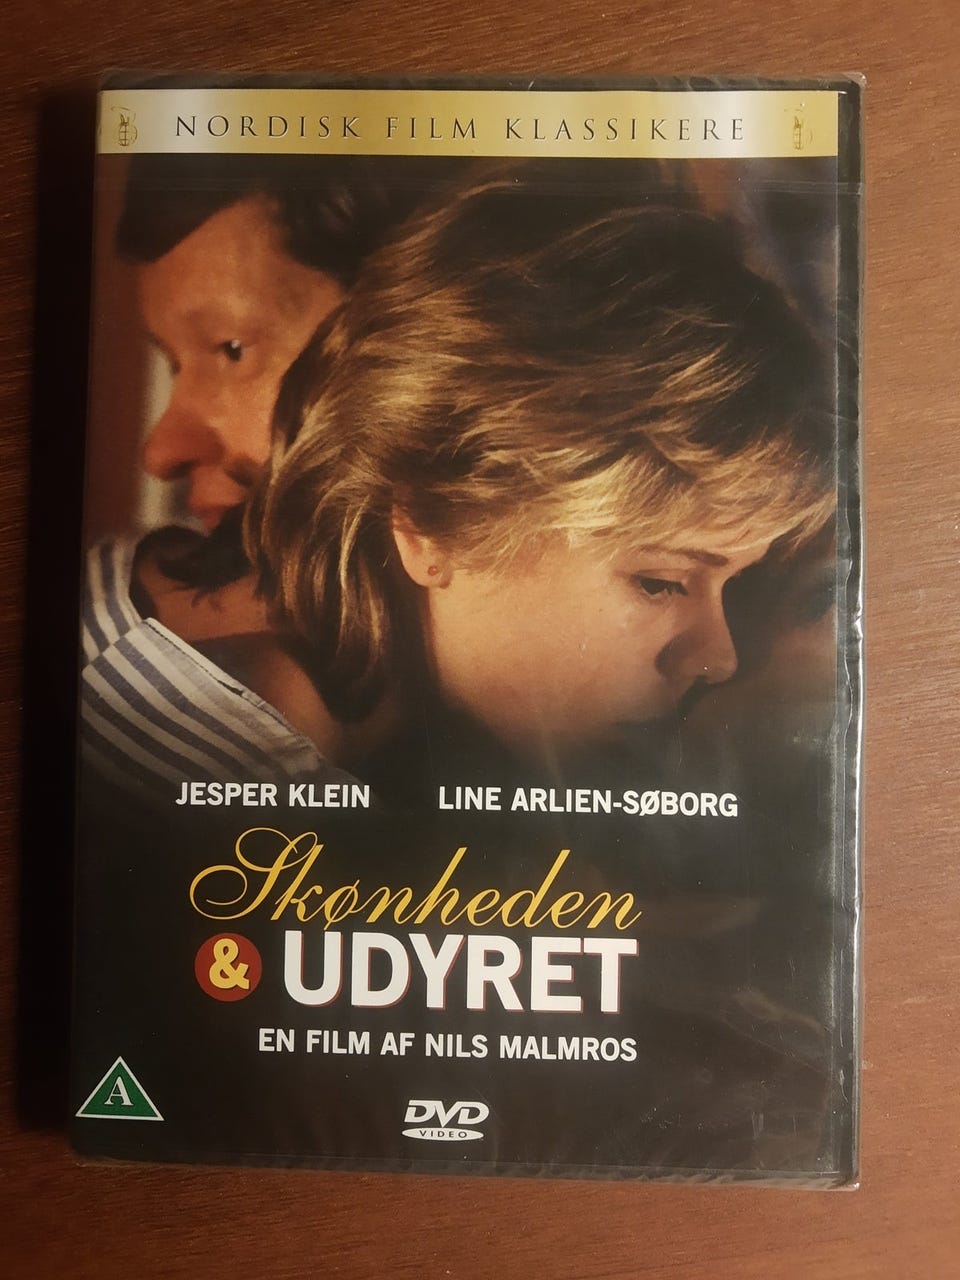 NORDISK FILM KLASSIKERE
JESPER KLEIN LINE ARLIEN-SØBORG
Skønheden
& UDYRET
EN FILM AF NILS MALMROS
A
DVD
VIDEO